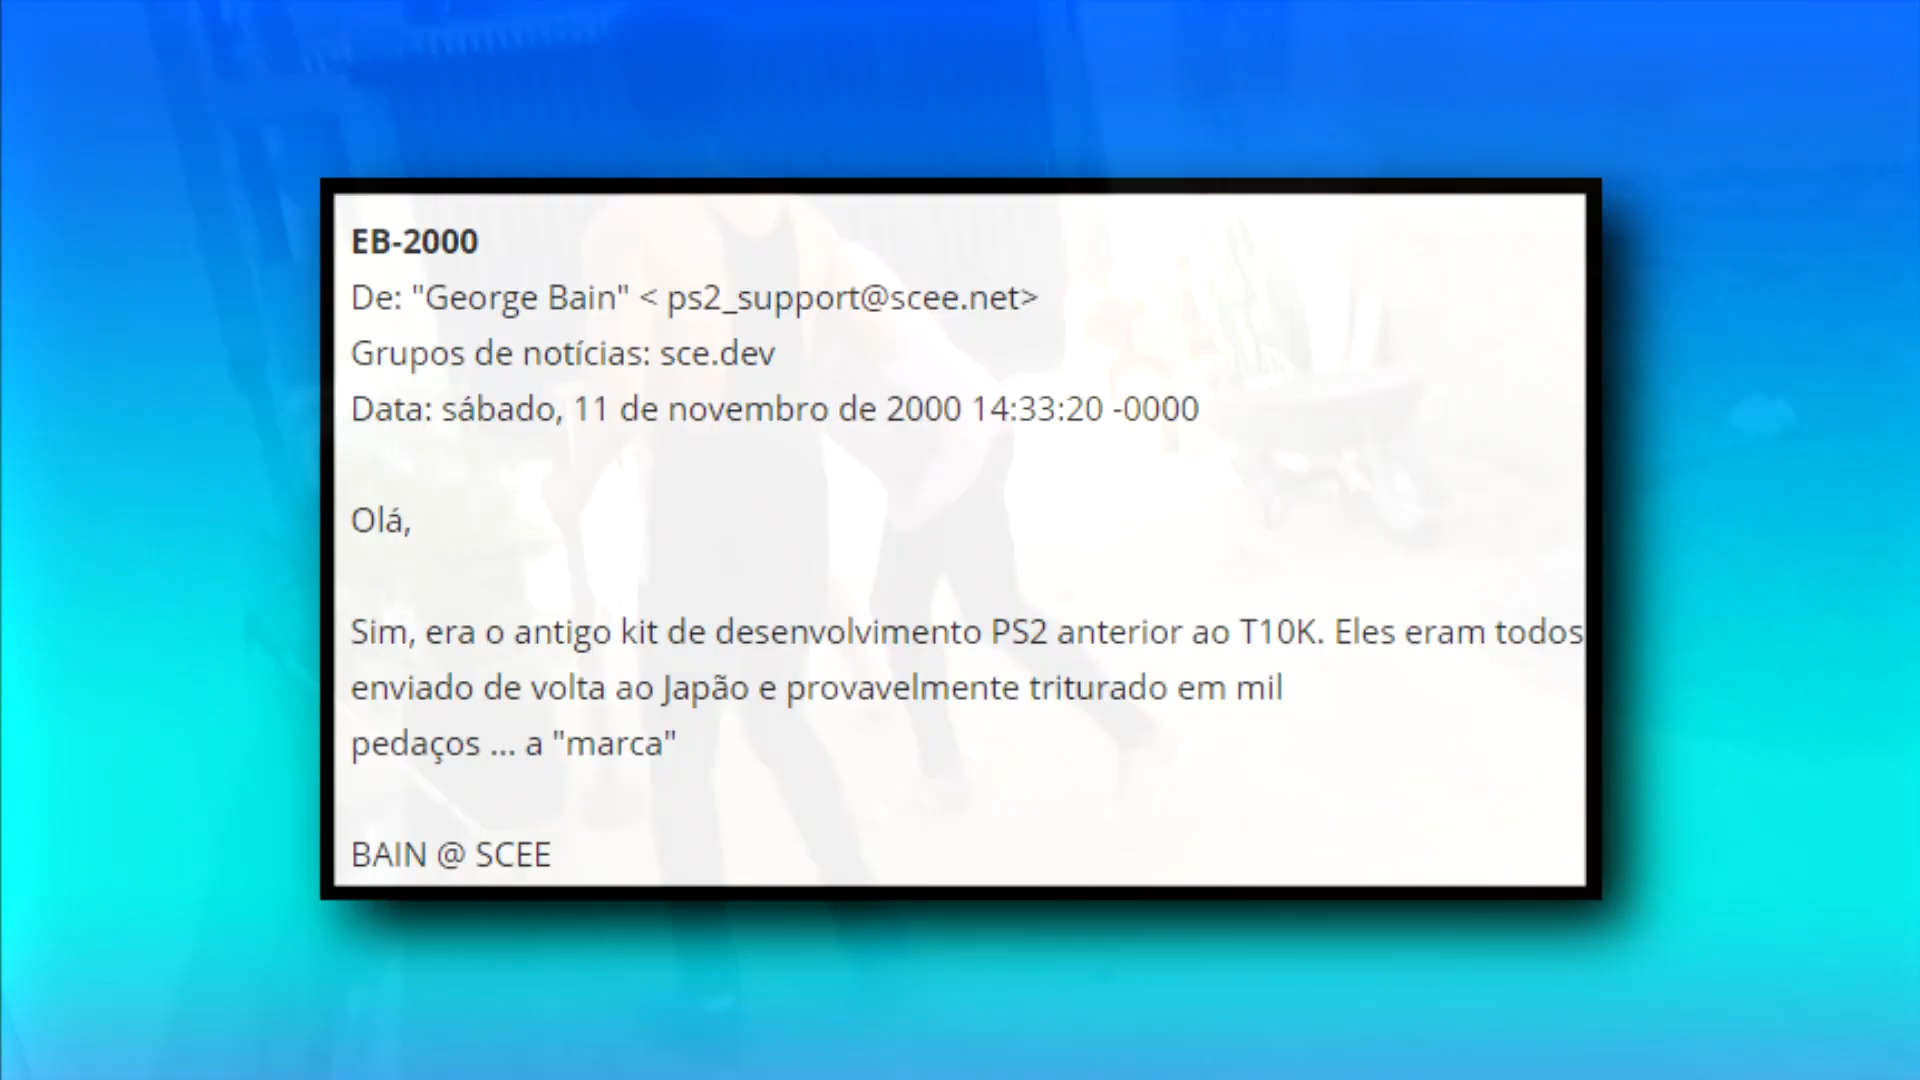 EB-2000
De: "George Bain" < ps2_support@scee.net>
Grupos de notícias: sce.dev
Data: sábado, 11 de novembro de 2000 14:33:20 -0000
Olá,
Sim, era o antigo kit de desenvolvimento PS2 anterior ao T10K. Eles eram todos
enviado de volta ao Japão e provavelmente triturado em mil
pedaços ... a "marca"
BAIN @ SCEE